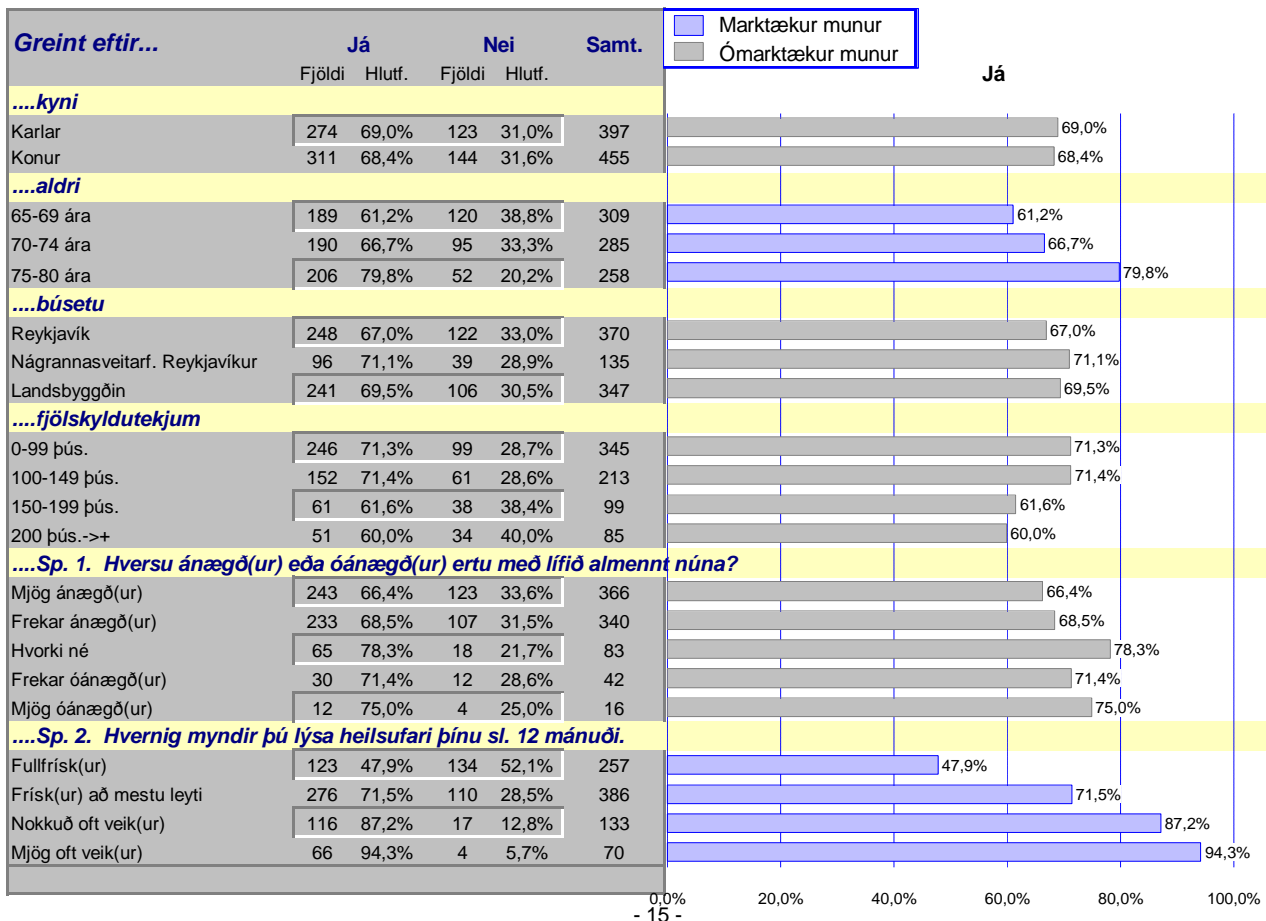 Greint eftir... Já Nei Samt.
Fjöldi Hlutf. Fjöldi Hlutf.
Marktækur munur
Ómarktækur munur
Já
....kyni
Karlar 274 69,0% 123 31,0% 397 69,0%
Konur 311 68,4% 144 31,6% 455 68,4%
....aldri
65-69 ára 189 61,2% 120 38,8% 309 61,2%
70-74 ára 190 66,7% 95 33,3% 285 66,7%
75-80 ára 206 79,8% 52 20,2% 258 79,8%
....búsetu
Reykjavík 248 67,0% 122 33,0% 370 67,0%
Nágrannasveitarf. Reykjavíkur 96 71,1% 39 28,9% 135 71,1%
Landsbyggðin 241 69,5% 106 30,5% 347 69,5%
....fjölskyldutekjum
0-99 þús. 246 71,3% 99 28,7% 345 71,3%
100-149 þús. 152 71,4% 61 28,6% 213 71,4%
150-199 þús. 61 61,6% 38 38,4% 99 61,6%
200 þús.->+ 51 60,0% 34 40,0% 85 60,0%
....Sp. 1. Hversu ánægð(ur) eða óánægð(ur) ertu með lífið almennt núna?
Mjög ánægð(ur) 243 66,4% 123 33,6% 366 66,4%
Frekar ánægð(ur) 233 68,5% 107 31,5% 340 68,5%
Hvorki né 65 78,3% 18 21,7% 83 78,3%
Frekar óánægð(ur) 30 71,4% 12 28,6% 42 71,4%
Mjög óánægð(ur) 12 75,0% 4 25,0% 16 75,0%
....Sp. 2. Hvernig myndir þú lýsa heilsufari þínu sl. 12 mánuði.
Fullfrísk(ur) 123 47,9% 134 52,1% 257 47,9%
Frísk(ur) að mestu leyti 276 71,5% 110 28,5% 386 71,5%
Nokkuð oft veik(ur) 116 87,2% 17 12,8% 133 87,2%
Mjög oft veik(ur) 66 94,3% 4 5,7% 70 94,3%
0,0% 20,0% 40,0% 60,0% 80,0% 100,0%
- 15 -